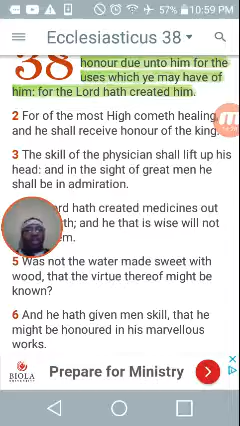 57% 10:59 PM
Ecclesiasticus 38
38 honour due unto him for the
uses which ye may have of
him: for the Lord hath created him.
2 For of the most High cometh healing,
and he shall receive honour of the king.
3 The skill of the physician shall lift up his
head: and in the sight of great men he
shall be in admiration.
ord hath created medicines out
th; and he that is wise will not
em.
5 Was not the water made sweet with
wood, that the virtue thereof might be
known?
6 And he hath given men skill, that he
might be honoured in his marvellous
works.
BIOLA
UNIVERSITY
Prepare for Ministry